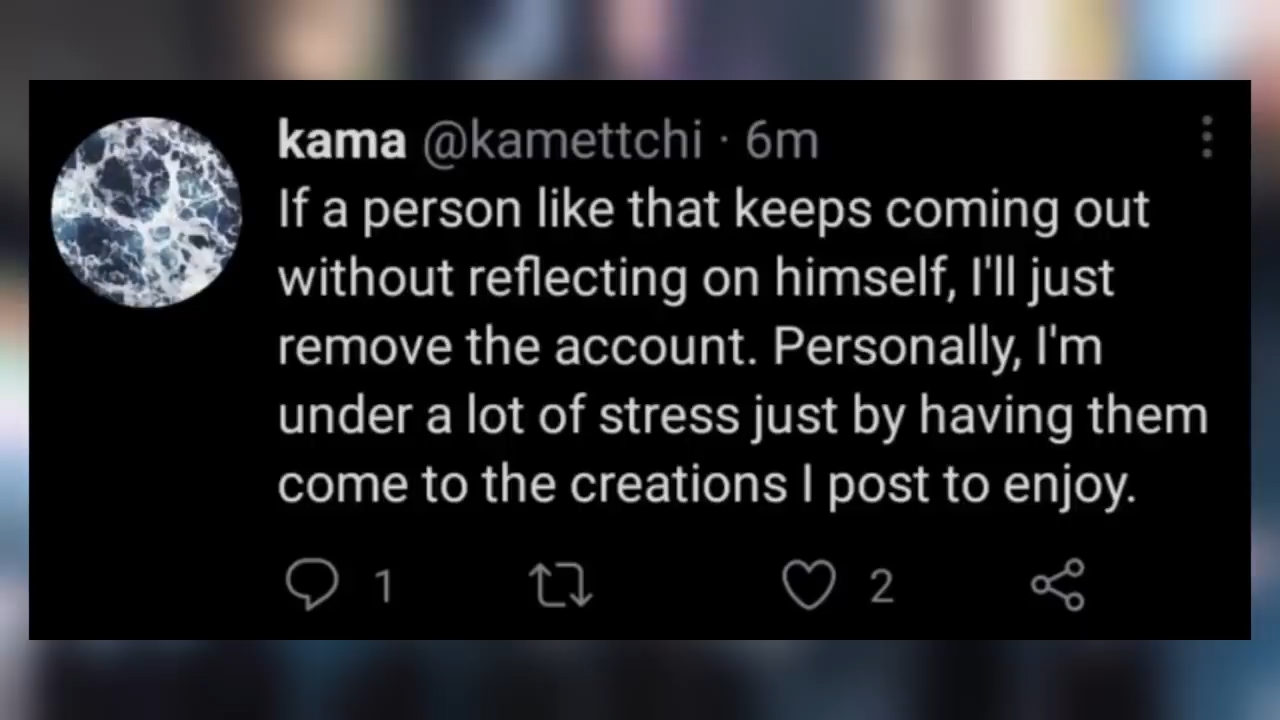 kama @kamettchi · 6m
If a person like that keeps coming out
without reflecting on himself, I'll just
remove the account. Personally, I'm
under a lot of stress just by having them
come to the creations I post to enjoy.
1 2